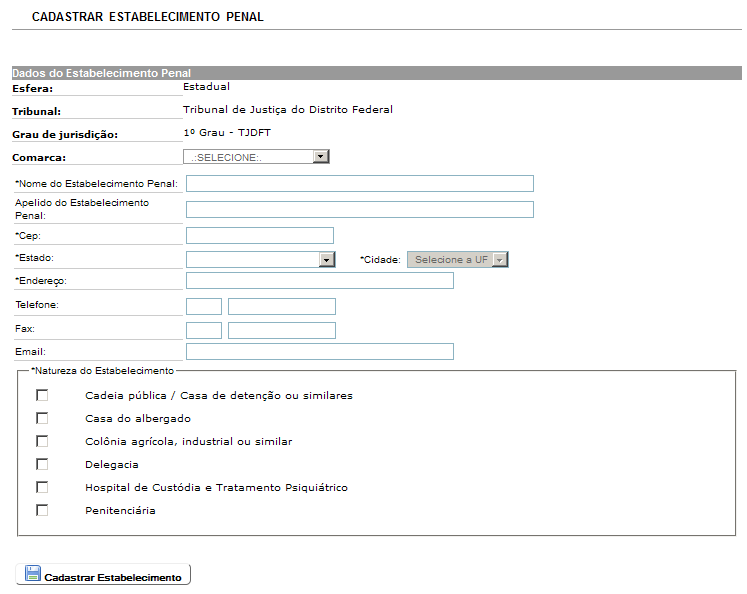 CADASTRAR ESTABELECIMENTO PENAL
Dados do Estabelecimento Penal
Esfera: Estadual
Tribunal: Tribunal de Justiça do Distrito Federal
Grau de jurisdição: 1º Grau - TJDFT
Comarca: .:SELECIONE:.
*Nome do Estabelecimento Penal:
Apelido do Estabelecimento
Penal:
*Cep:
*Estado: *Cidade: Selecione a UF
*Endereço:
Telefone:
Fax:
Email:
*Natureza do Estabelecimento
Cadeia pública / Casa de detenção ou similares
Casa do albergado
Colônia agrícola, industrial ou similar
Delegacia
Hospital de Custódia e Tratamento Psiquiátrico
Penitenciária
Cadastrar Estabelecimento